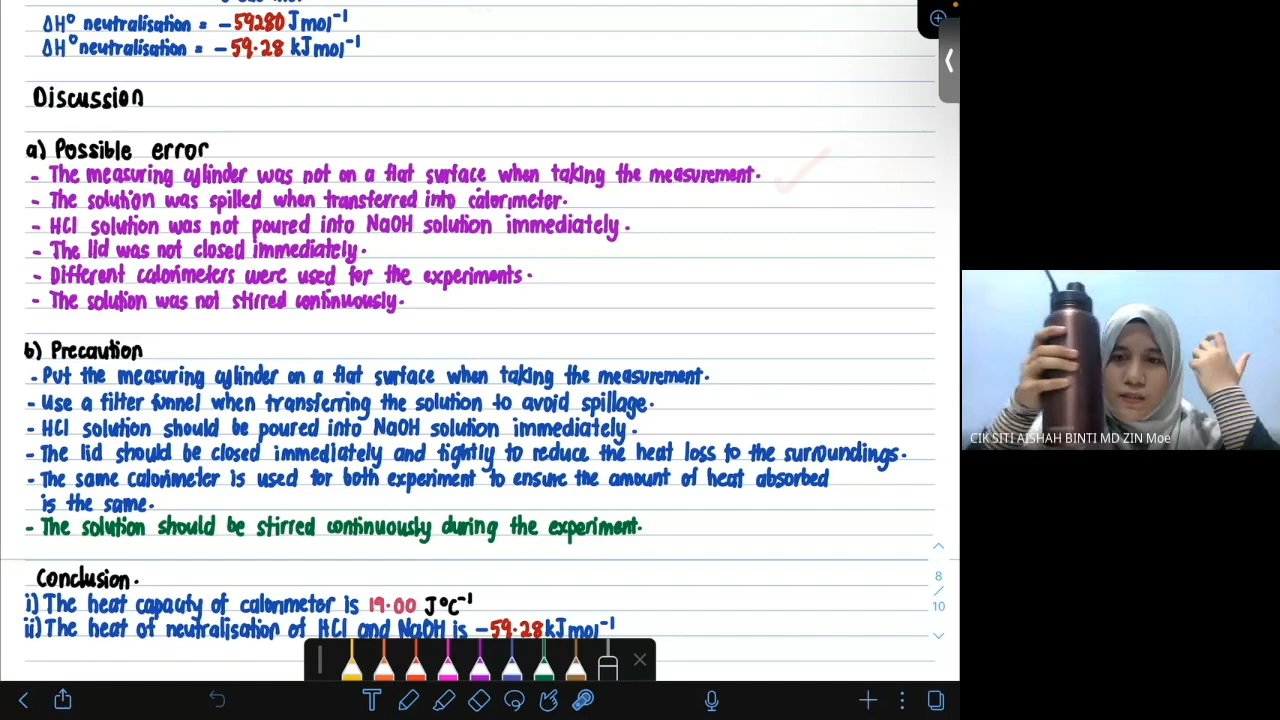 ΔH° neutralisation = -59280 Jmol⁻¹
ΔH° neutralisation = -59.28 kJmol⁻¹
Discussion
a) Possible error
- The measuring cylinder was not on a flat surface when taking the measurement.
- The solution was spilled when transferred into calorimeter.
- HCl solution was not poured into NaOH solution immediately.
- The lid was not closed immediately.
- Different calorimeters were used for the experiments.
- The solution was not stirred continuously.
b) Precaution
- Put the measuring cylinder on a flat surface when taking the measurement.
- Use a filter funnel when transferring the solution to avoid spillage.
- HCl solution should be poured into NaOH solution immediately.
- The lid should be closed immediately and tightly to reduce the heat loss to the surroundings.
- The same calorimeter is used for both experiment to ensure the amount of heat absorbed
is the same.
- The solution should be stirred continuously during the experiment.
Conclusion.
i) The heat capacity of calorimeter is 19.00 J°C⁻¹
ii) The heat of neutralisation of HCl and NaOH is -59.28 kJmol⁻¹
8
/
10
T
CIK SITI AISHAH BINTI MD ZIN Moe